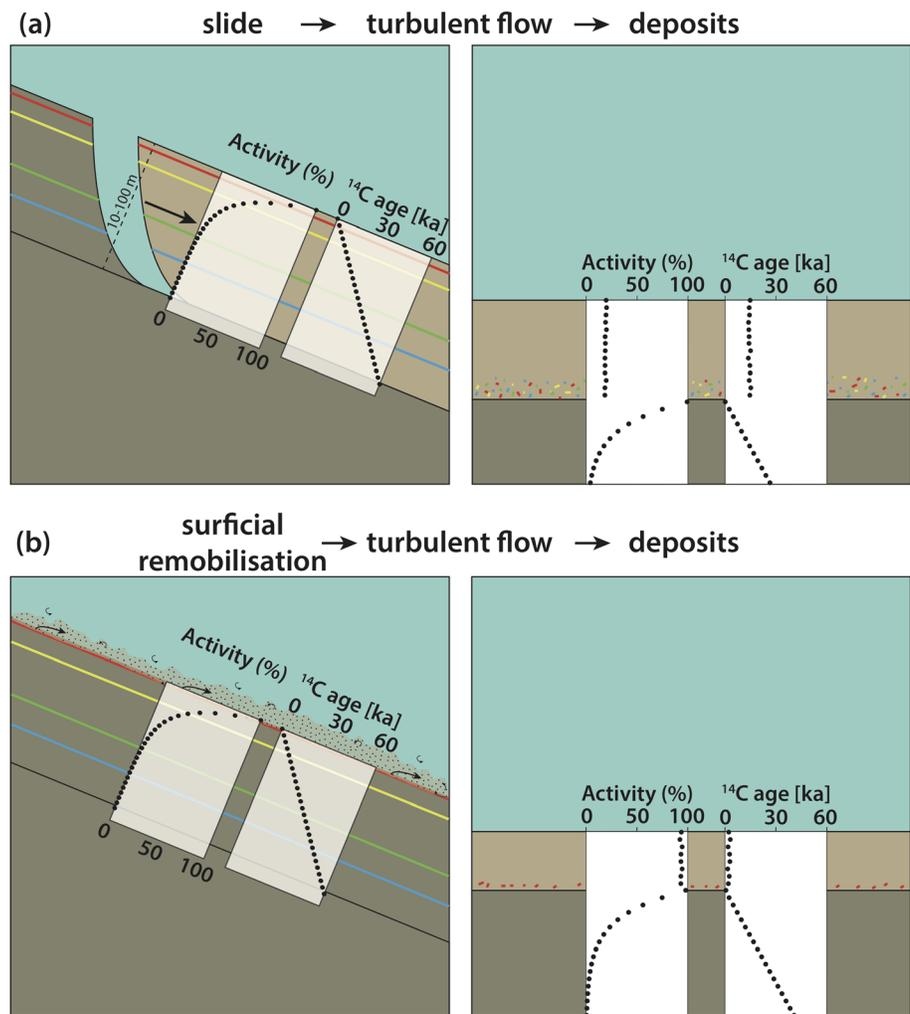 (a) slide → turbulent flow → deposits
Activity (%)
¹⁴C age [ka]
0 30 60
10-100 m
0 50 100
Activity (%) ¹⁴C age [ka]
0 50 100 0 30 60
(b) surficial remobilisation → turbulent flow → deposits
Activity (%)
¹⁴C age [ka]
0 30 60
0 50 100
Activity (%) ¹⁴C age [ka]
0 50 100 0 30 60